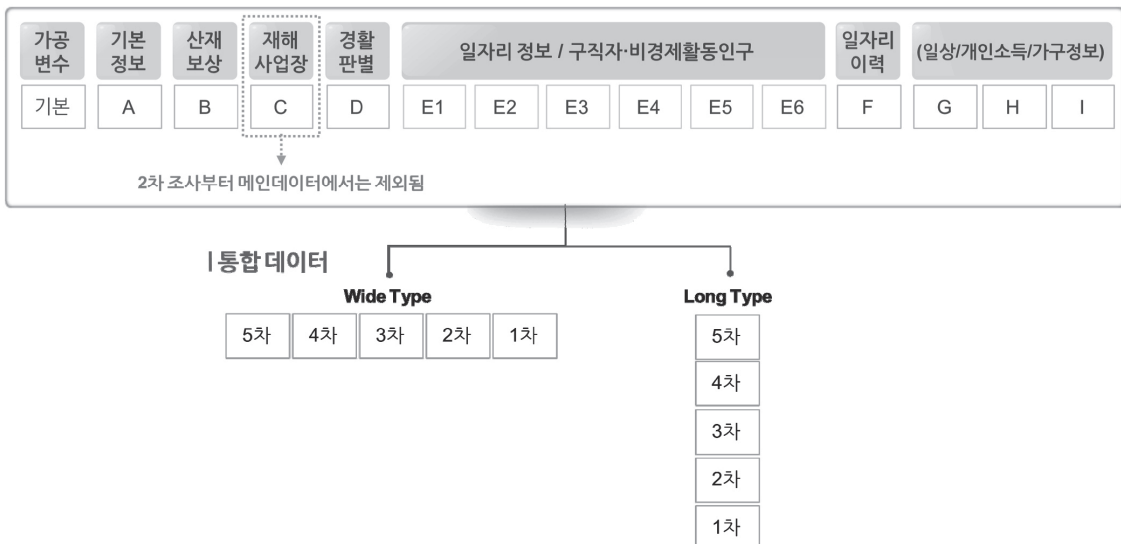 가공 변수
기본 정보
산재 보상
재해 사업장
경활 판별
일자리 정보 / 구직자·비경제활동인구
일자리 이력
(일상/개인소득/가구정보)
기본 A B C D E1 E2 E3 E4 E5 E6 F G H I
2차 조사부터 메인데이터에서는 제외됨
통합 데이터
Wide Type
5차 4차 3차 2차 1차
Long Type
5차
4차
3차
2차
1차